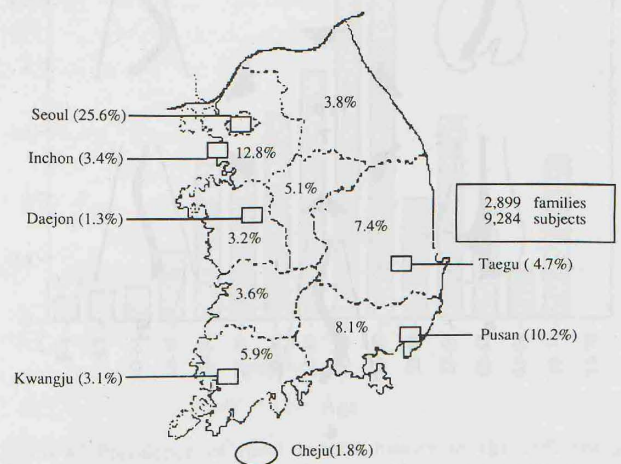 3.8%
Seoul (25.6%)
Inchon (3.4%)
12.8%
5.1%
2,899 families
9,284 subjects
Daejon (1.3%)
7.4%
3.2%
Taegu (4.7%)
3.6%
8.1%
Pusan (10.2%)
5.9%
Kwangju (3.1%)
Cheju(1.8%)